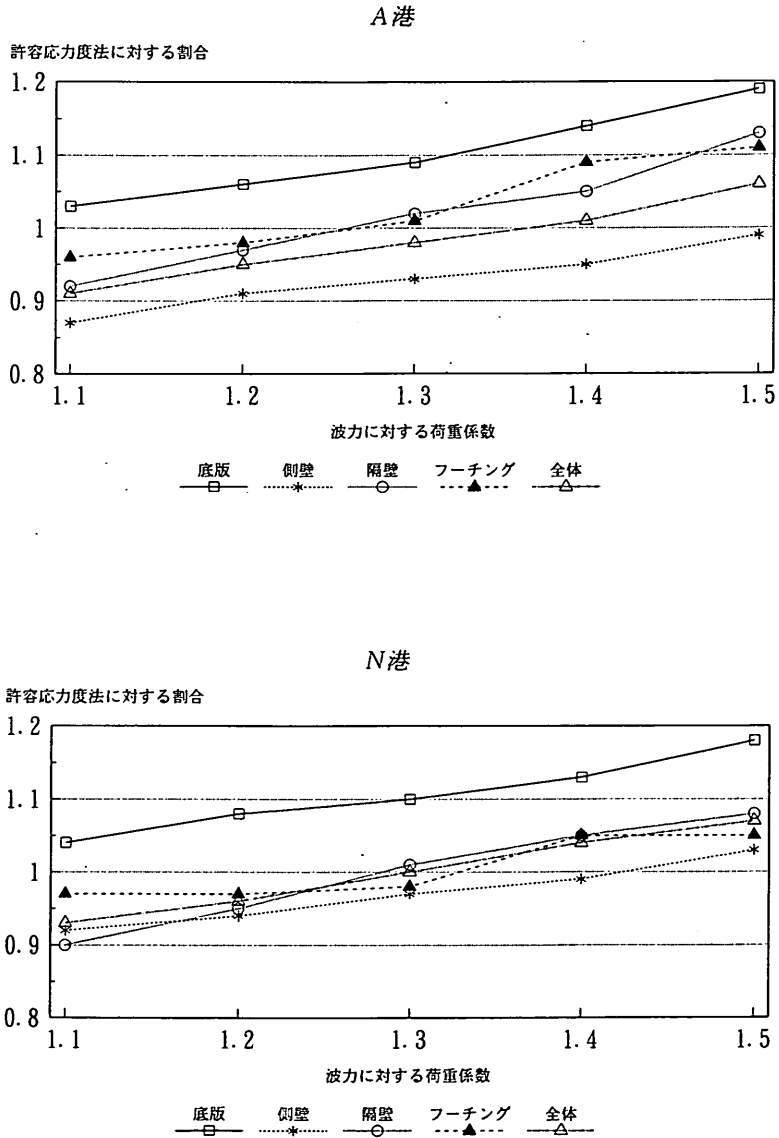 A港
許容応力度法に対する割合
1.2
1.1
1
0.9
0.8
1.1 1.2 1.3 1.4 1.5
波力に対する荷重係数
底版 側壁 隔壁 フーチング 全体
N港
許容応力度法に対する割合
1.2
1.1
1
0.9
0.8
1.1 1.2 1.3 1.4 1.5
波力に対する荷重係数
底版 側壁 隔壁 フーチング 全体